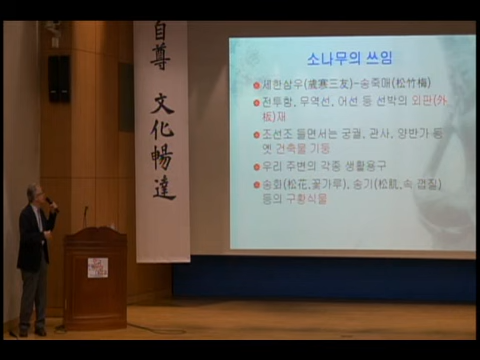 自尊 文化暢達
소나무의 쓰임
세한삼우(歲寒三友)-송죽매(松竹梅)
전투함, 무역선, 어선 등 선박의 외판(外
板)재
조선조 들면서는 궁궐, 관사, 양반가 등
옛 건축물 기둥
우리 주변의 각종 생활용구
송화(松花,꽃가루), 송기(松肌,속 껍질)
등의 구황식물